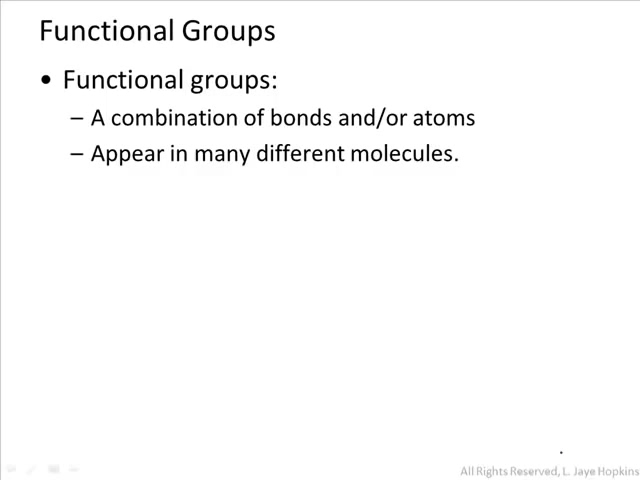 Functional Groups
• Functional groups:
– A combination of bonds and/or atoms
– Appear in many different molecules.
All Rights Reserved, L. Jaye Hopkins